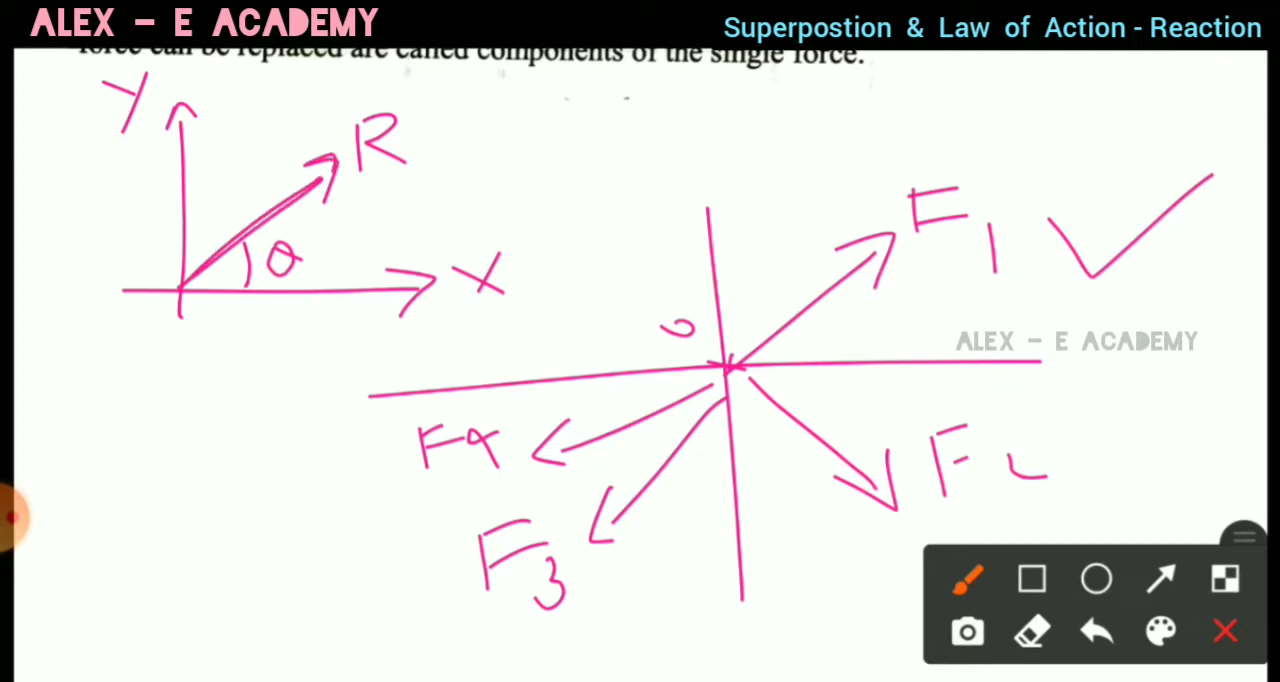 ALEX - E ACADEMY
Superpostion & Law of Action - Reaction
force can be replaced are called components of the single force.
Y
R
θ
X
F1
O
ALEX - E ACADEMY
F4
F2
F3